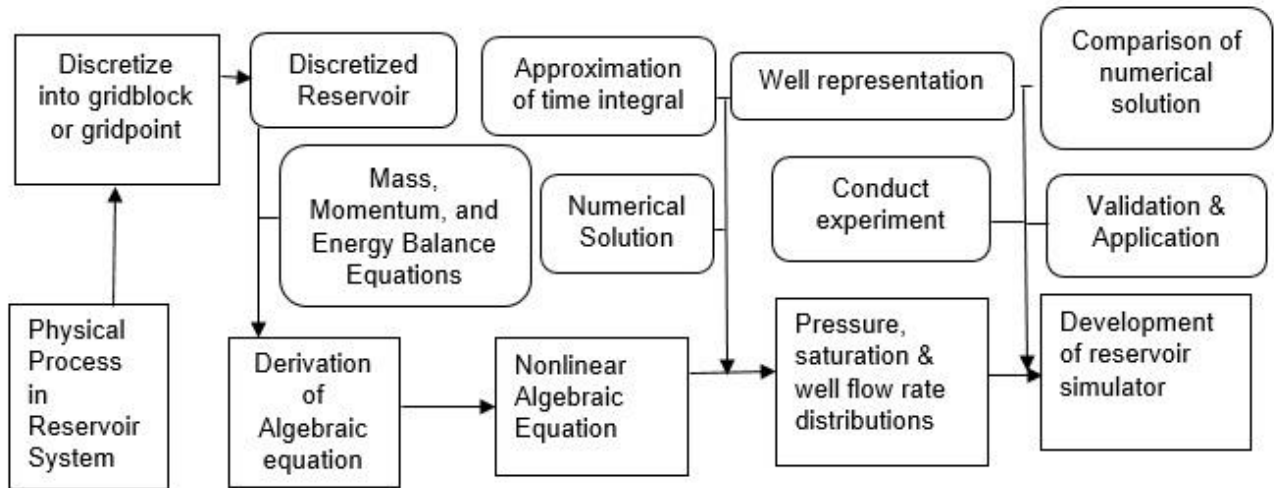 Discretize
into gridblock
or gridpoint
Discretized
Reservoir
Approximation
of time integral
Well representation
Comparison of
numerical
solution
Mass,
Momentum, and
Energy Balance
Equations
Numerical
Solution
Conduct
experiment
Validation &
Application
Physical
Process
in
Reservoir
System
Derivation
of
Algebraic
equation
Nonlinear
Algebraic
Equation
Pressure,
saturation &
well flow rate
distributions
Development
of reservoir
simulator